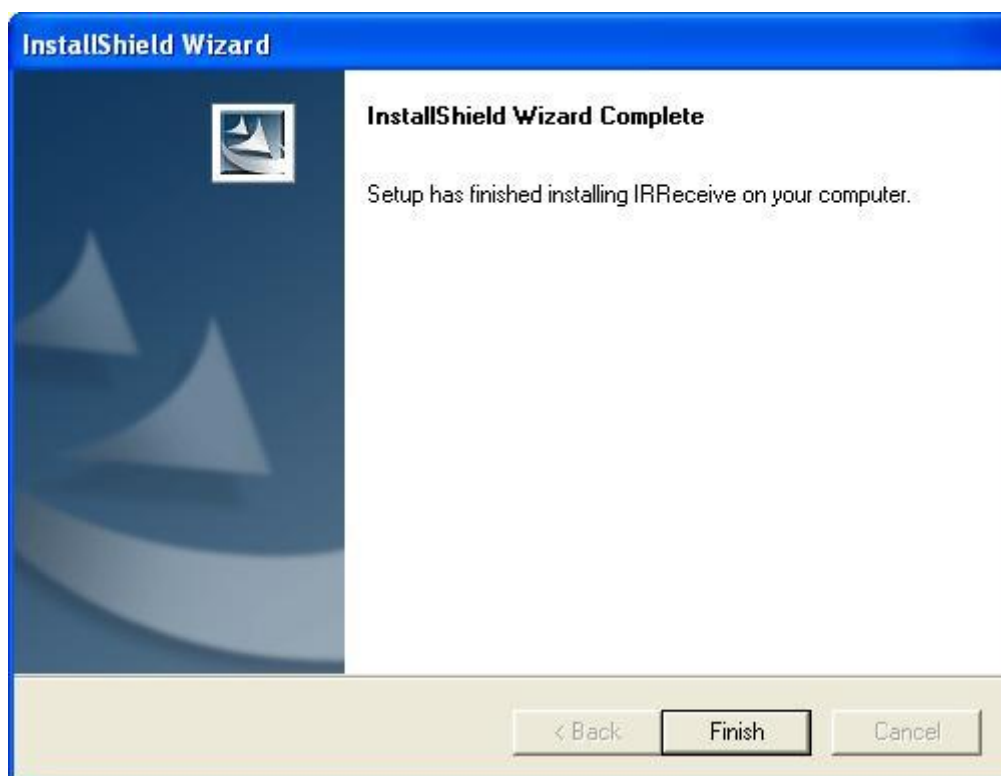 InstallShield Wizard
InstallShield Wizard Complete
Setup has finished installing IRReceive on your computer.
< Back Finish Cancel